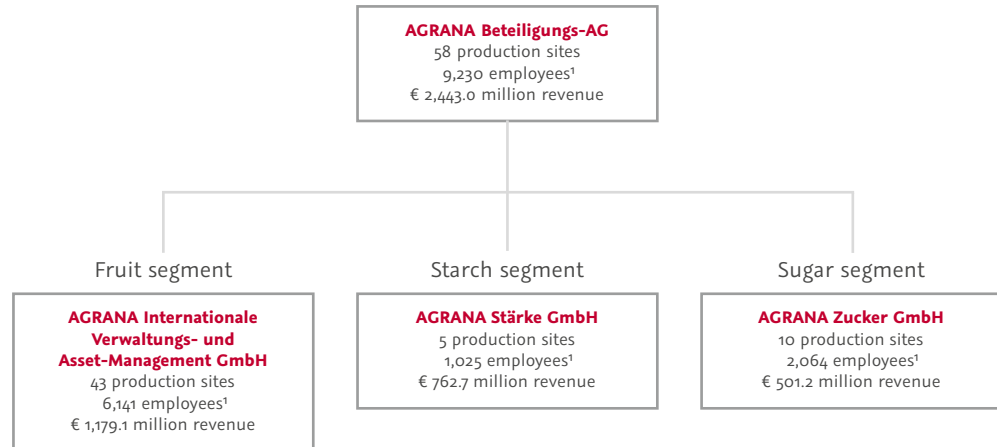 AGRANA Beteiligungs-AG
58 production sites
9,230 employees¹
€ 2,443.0 million revenue
Fruit segment
AGRANA Internationale
Verwaltungs- und
Asset-Management GmbH
43 production sites
6,141 employees¹
€ 1,179.1 million revenue
Starch segment
AGRANA Stärke GmbH
5 production sites
1,025 employees¹
€ 762.7 million revenue
Sugar segment
AGRANA Zucker GmbH
10 production sites
2,064 employees¹
€ 501.2 million revenue